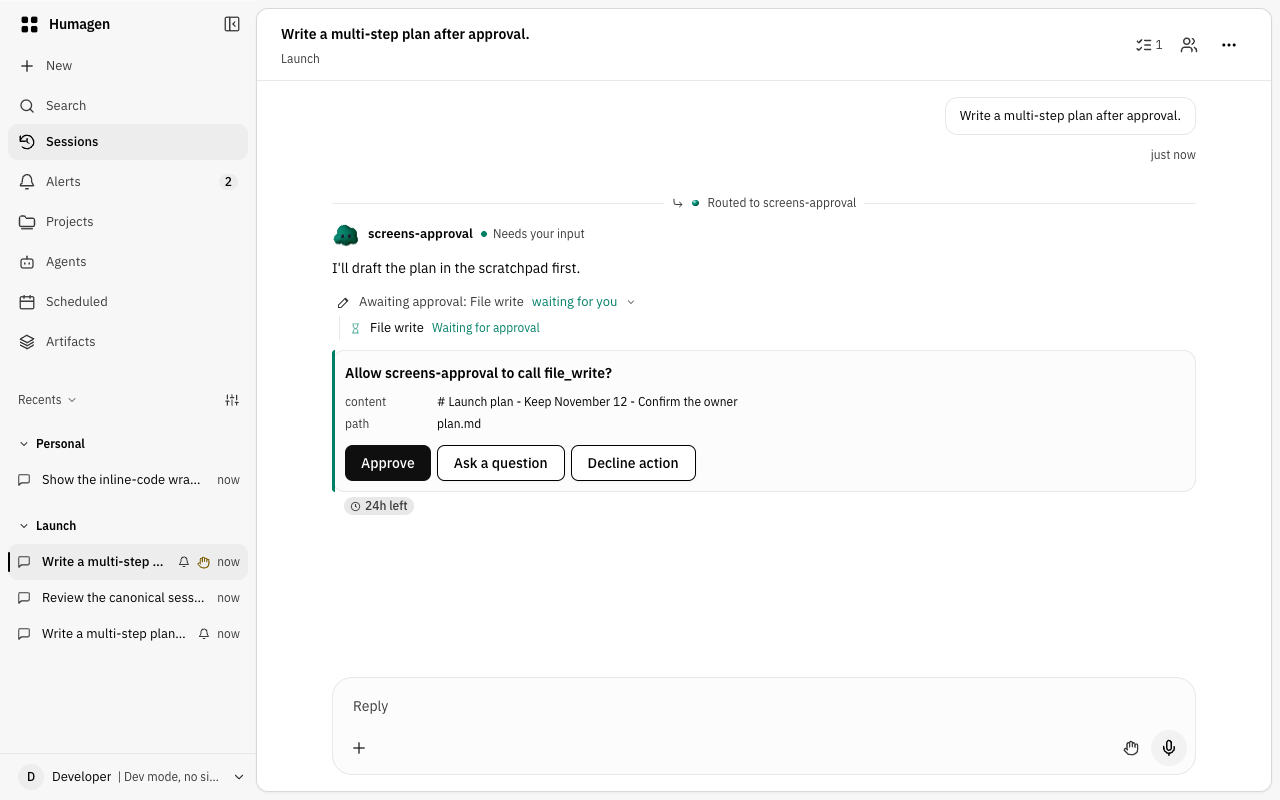 Humagen
New
Search
Sessions
Alerts 2
Projects
Agents
Scheduled
Artifacts
Recents
Personal
Show the inline-code wra... now
Launch
Write a multi-step ... now
Review the canonical sess... now
Write a multi-step plan... now
D Developer | Dev mode, no si...
Write a multi-step plan after approval.
Launch
1
Write a multi-step plan after approval.
just now
Routed to screens-approval
screens-approval Needs your input
I'll draft the plan in the scratchpad first.
Awaiting approval: File write waiting for you
File write Waiting for approval
Allow screens-approval to call file_write?
content # Launch plan - Keep November 12 - Confirm the owner
path plan.md
Approve Ask a question Decline action
24h left
Reply